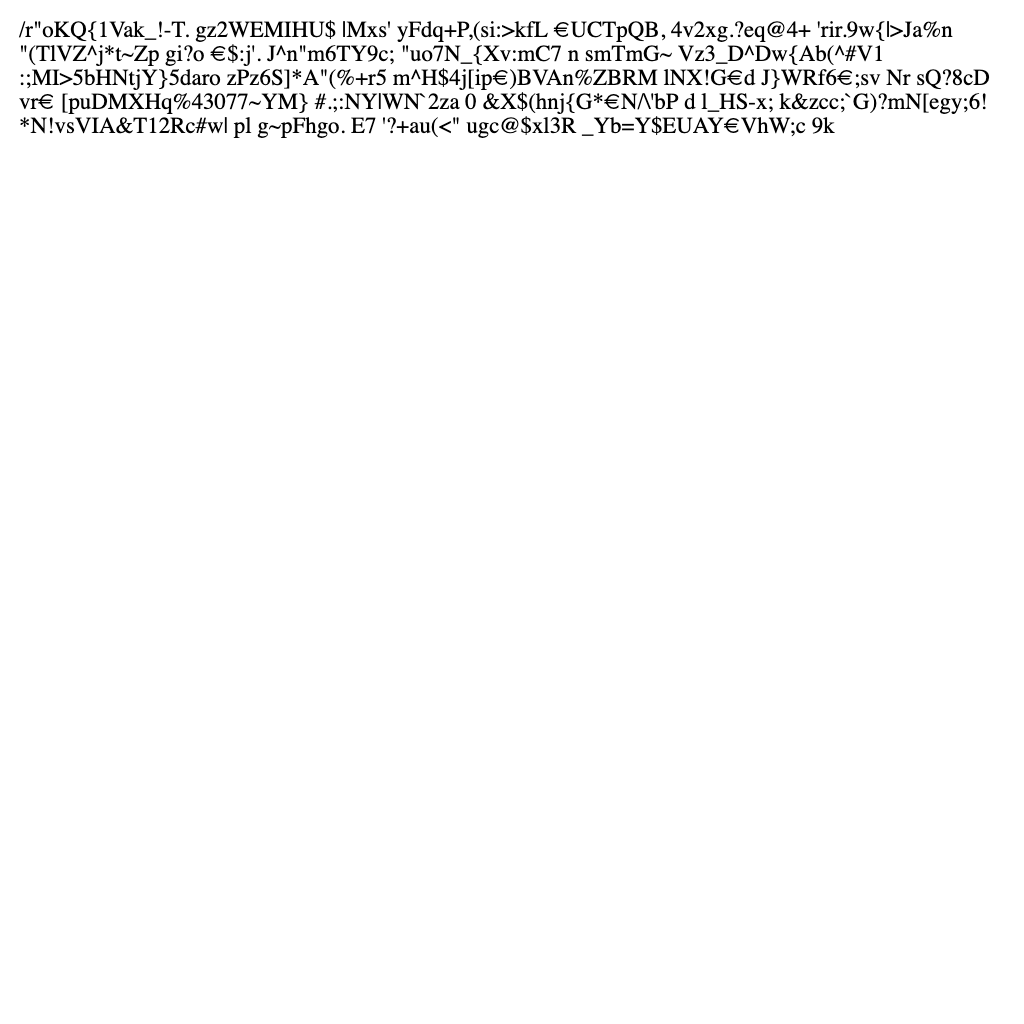 /r"oKQ{1Vak_!-T. gz2WEMIHU$ |Mxs' yFdq+P,(si:>kfL €UCTpQB, 4v2xg.?eq@4+ 'rir.9w{l>Ja%n
"(TlVZ^j*t~Zp gi?o €$:j'. J^n"m6TY9c; "uo7N_{Xv:mC7 n smTmG~ Vz3_D^Dw{Ab(^#V1
:;MI>5bHNtjY}5daro zPz6S]*A"(%+r5 m^H$4j[ip€)BVAn%ZBRM lNX!G€d J}WRf6€;sv Nr sQ?8cD
vr€ [puDMXHq%43077~YM} #.;:NY|WN`2za 0 &X$(hnj{G*€N/\'bP d l_HS-x; k&zcc;`G)?mN[egy;6!
*N!vsVIA&T12Rc#w| pl g~pFhgo. E7 '?+au(<" ugc@$xl3R _Yb=Y$EUAY€VhW;c 9k